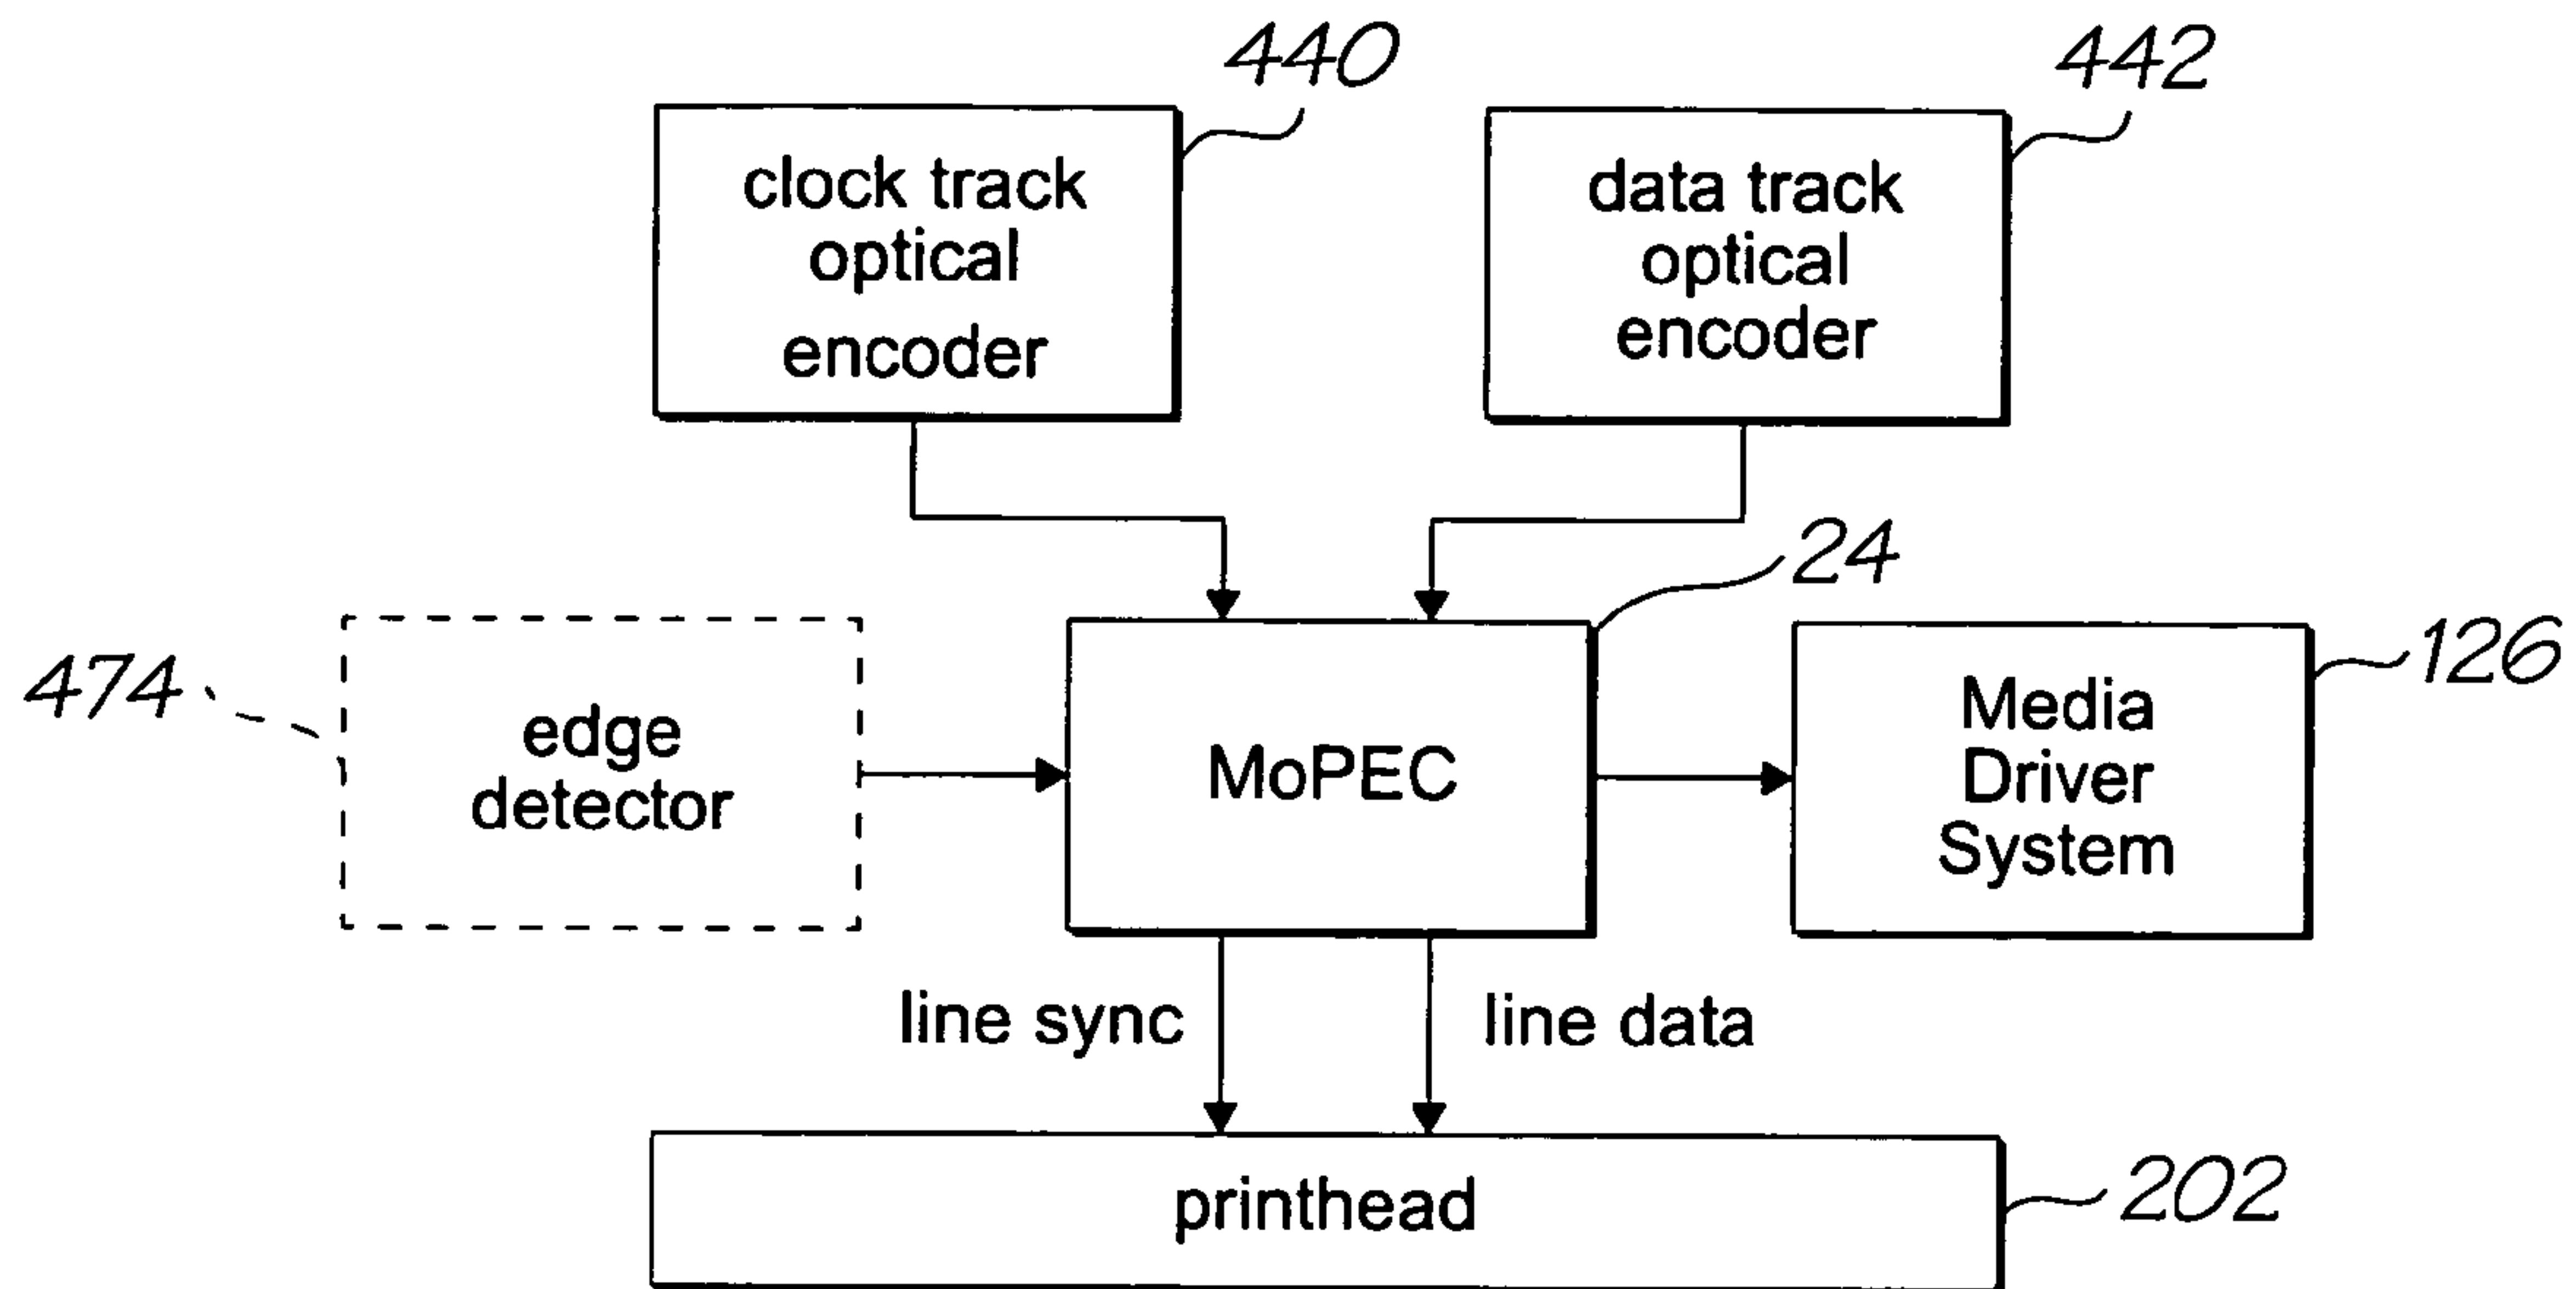 440
442
clock track
optical
encoder
data track
optical
encoder
24
474
edge
detector
MoPEC
Media
Driver
System
126
line sync
line data
printhead
202